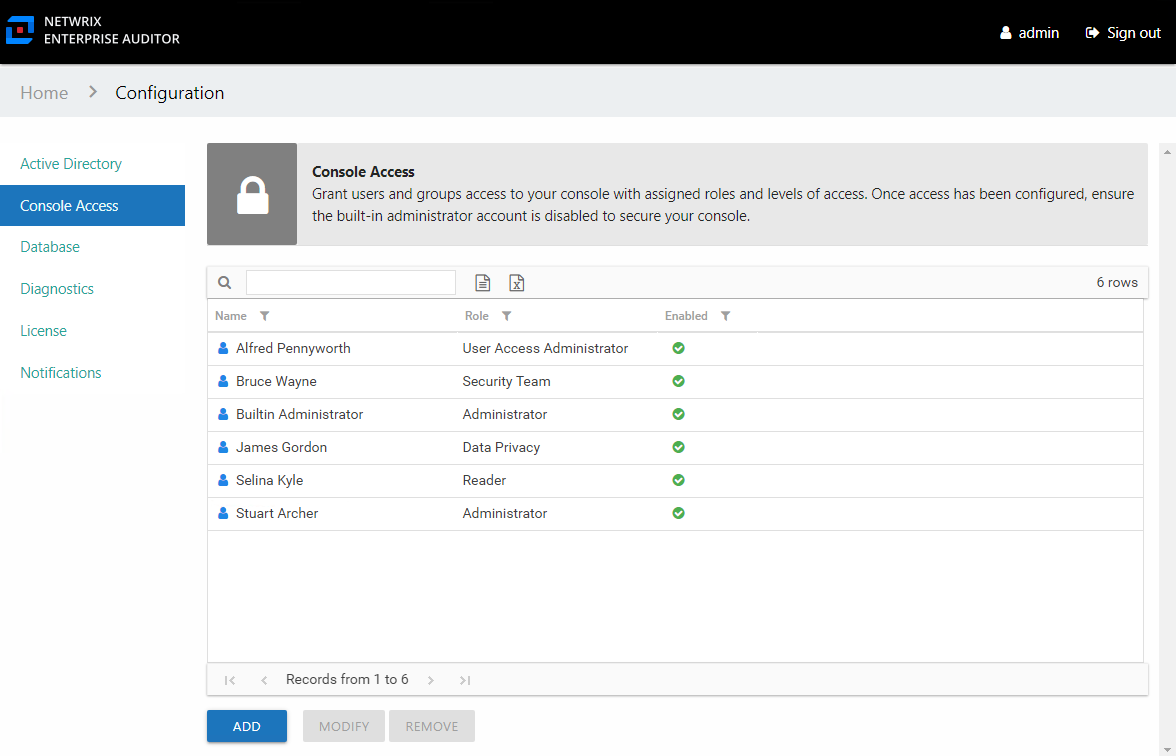 NETWRIX
ENTERPRISE AUDITOR
admin
Sign out
Home
Configuration
Active Directory
Console Access
Database
Diagnostics
License
Notifications
Console Access
Grant users and groups access to your console with assigned roles and levels of access. Once access has been configured, ensure
the built-in administrator account is disabled to secure your console.
6 rows
Name Role Enabled
Alfred Pennyworth User Access Administrator
Bruce Wayne Security Team
Builtin Administrator Administrator
James Gordon Data Privacy
Selina Kyle Reader
Stuart Archer Administrator
Records from 1 to 6
ADD MODIFY REMOVE